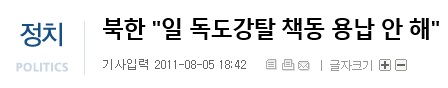 정치
POLITICS
북한 "일 독도강탈 책동 용납 안 해"
기사입력 2011-08-05 18:42
글자크기